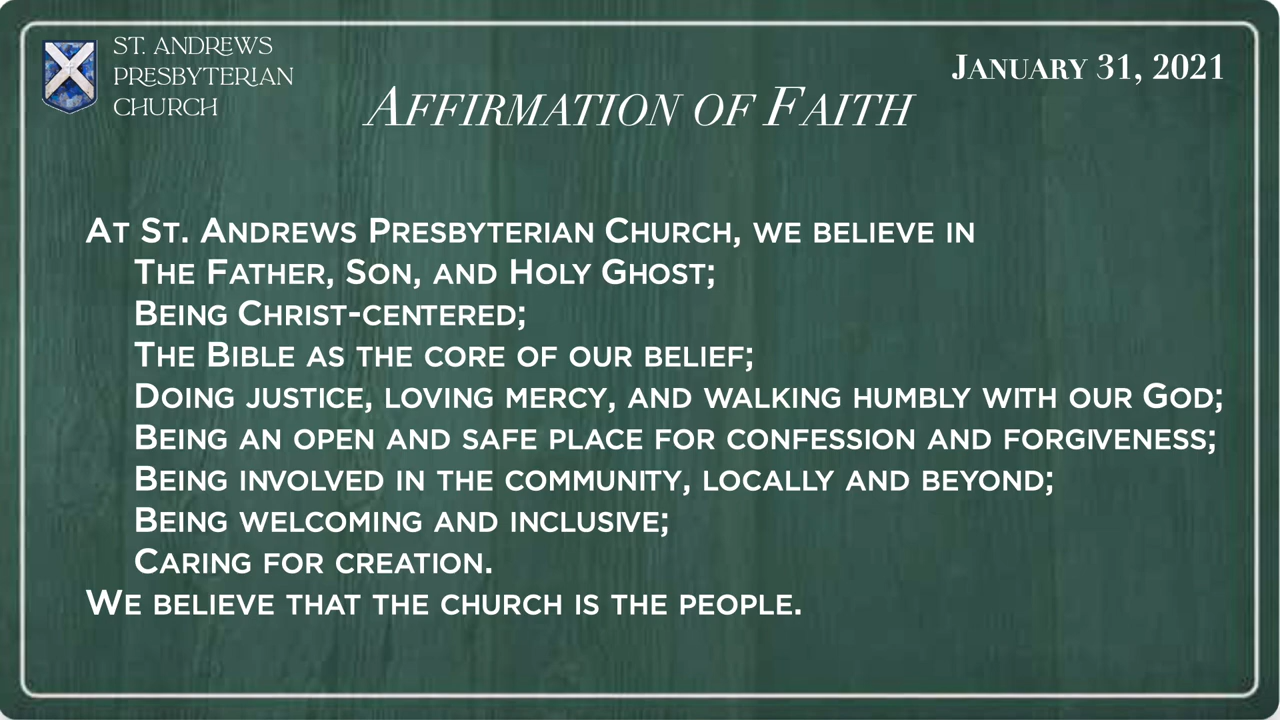 St. Andrews
Presbyterian
Church
January 31, 2021
Affirmation of Faith
At St. Andrews Presbyterian Church, we believe in
The Father, Son, and Holy Ghost;
Being Christ-centered;
The Bible as the core of our belief;
Doing justice, loving mercy, and walking humbly with our God;
Being an open and safe place for confession and forgiveness;
Being involved in the community, locally and beyond;
Being welcoming and inclusive;
Caring for creation.
We believe that the church is the people.